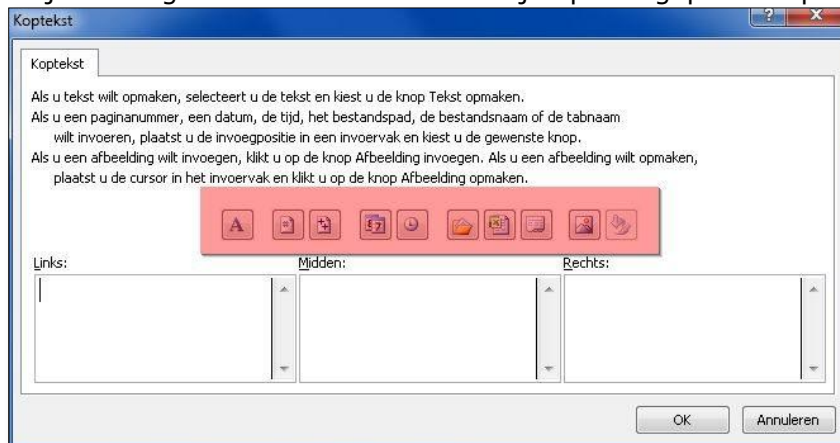 Koptekst
Koptekst
Als u tekst wilt opmaken, selecteert u de tekst en kiest u de knop Tekst opmaken.
Als u een paginanummer, een datum, de tijd, het bestandspad, de bestandsnaam of de tabnaam
wilt invoeren, plaatst u de invoegpositie in een invoervak en kiest u de gewenste knop.
Als u een afbeelding wilt invoegen, klikt u op de knop Afbeelding invoegen. Als u een afbeelding wilt opmaken,
plaatst u de cursor in het invoervak en klikt u op de knop Afbeelding opmaken.
A
Links:
Midden:
Rechts:
OK
Annuleren